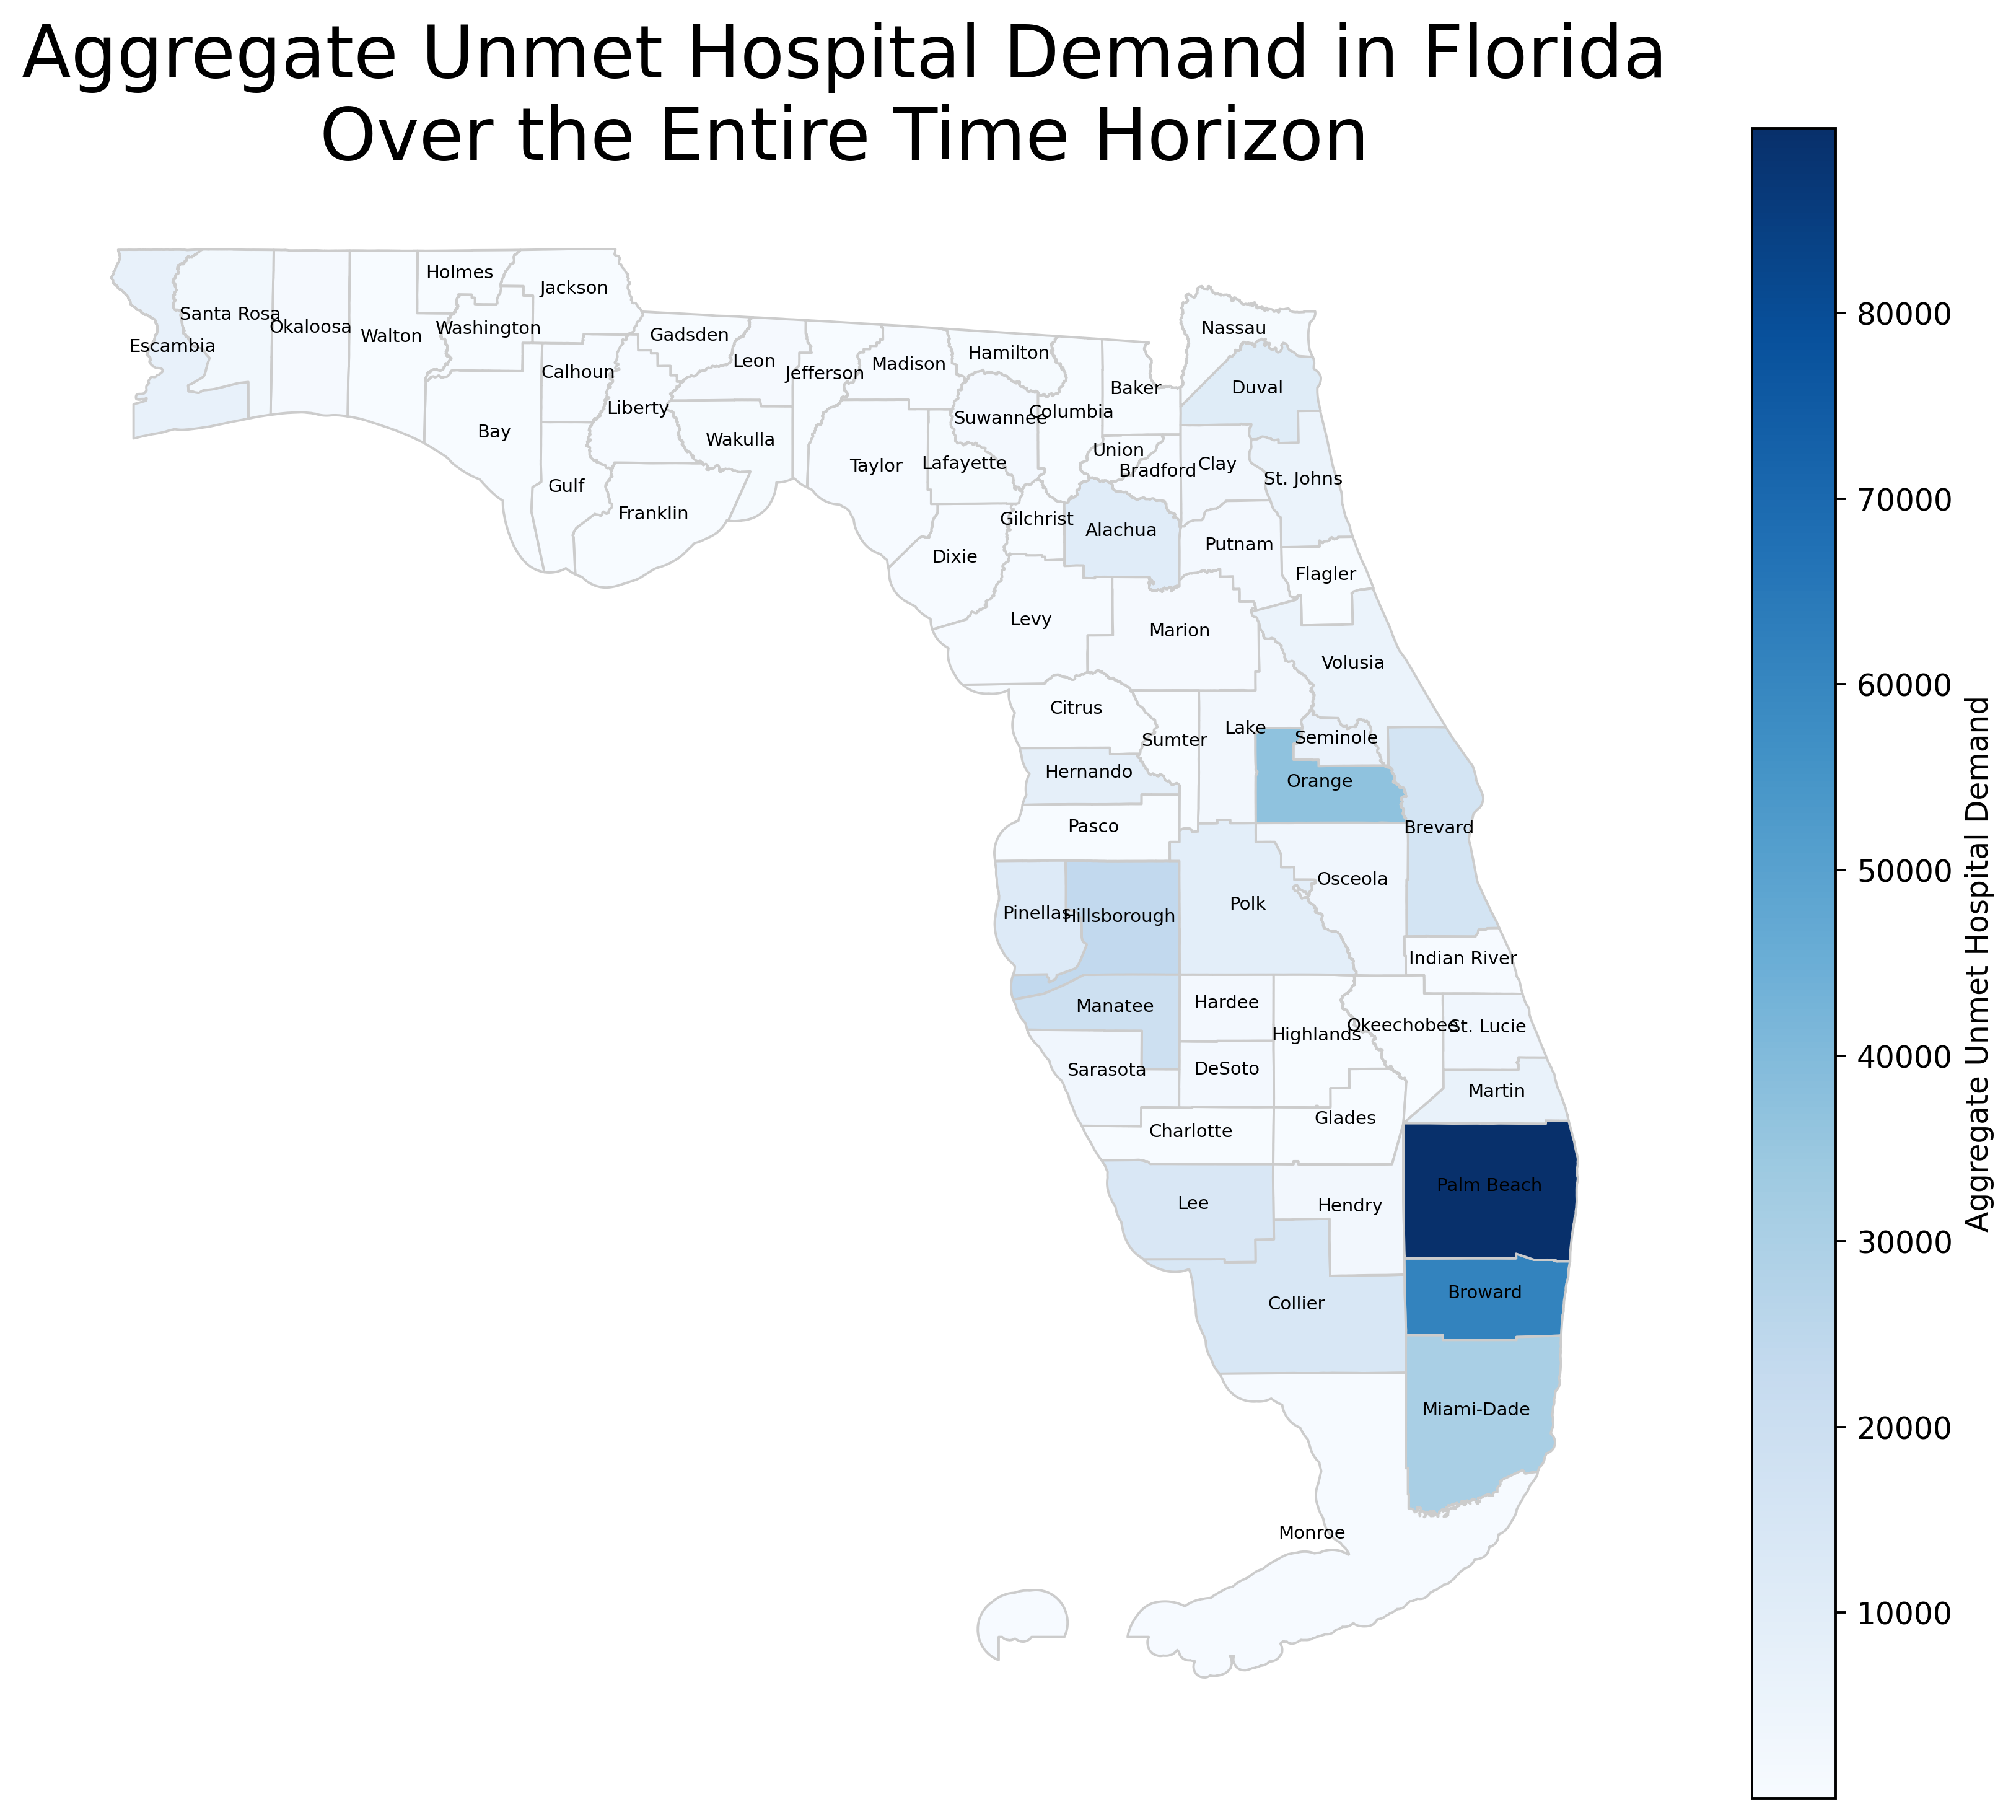 Aggregate Unmet Hospital Demand in Florida
Over the Entire Time Horizon
Holmes
Jackson
Santa Rosa
Okaloosa
Walton
Washington
Escambia
Gadsden
Leon
Jefferson
Madison
Hamilton
Nassau
Calhoun
Liberty
Baker
Duval
Bay
Wakulla
Suwannee
Columbia
Union
Taylor
Lafayette
Bradford
Clay
St. Johns
Gulf
Franklin
Gilchrist
Alachua
Putnam
Dixie
Flagler
Levy
Marion
Volusia
Citrus
Sumter
Lake
Seminole
Hernando
Orange
Pasco
Brevard
Osceola
Pinellas
Hillsborough
Polk
Indian River
Manatee
Hardee
Highlands
Okeechobee
St. Lucie
Sarasota
DeSoto
Martin
Charlotte
Glades
Palm Beach
Lee
Hendry
Broward
Collier
Miami-Dade
Monroe
80000
70000
60000
50000
40000
30000
20000
10000
Aggregate Unmet Hospital Demand